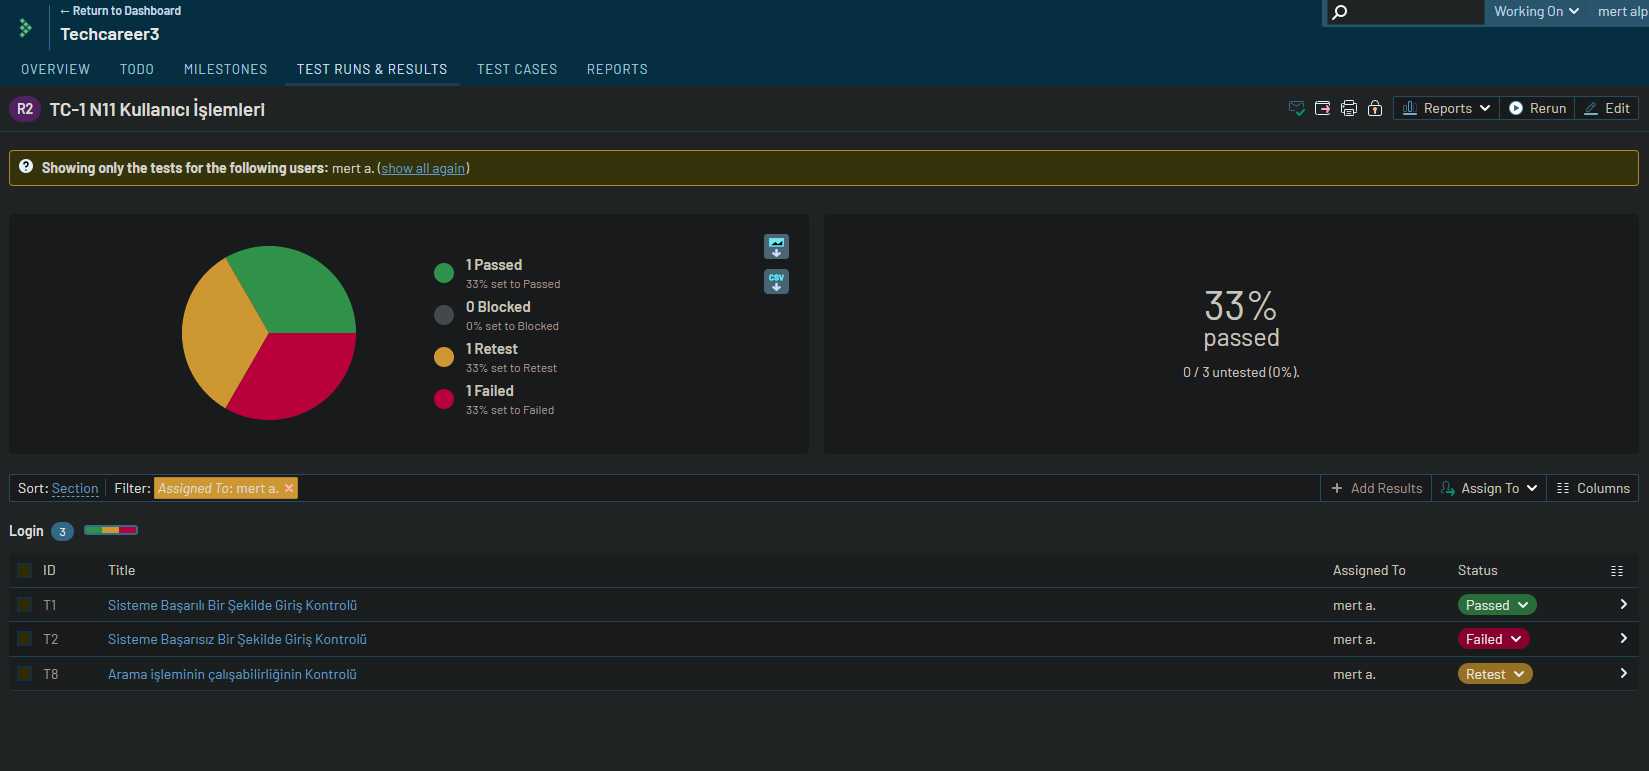 ← Return to Dashboard
Techcareer3
Working On
mert alp
OVERVIEW TODO MILESTONES TEST RUNS & RESULTS TEST CASES REPORTS
R2 TC-1 N11 Kullanıcı İşlemleri
Reports Rerun Edit
? Showing only the tests for the following users: mert a. (show all again)
1 Passed
33% set to Passed
0 Blocked
0% set to Blocked
1 Retest
33% set to Retest
1 Failed
33% set to Failed
CSV
33%
passed
0 / 3 untested (0%).
Sort: Section Filter: Assigned To: mert a. × + Add Results Assign To Columns
Login 3
ID Title Assigned To Status
T1 Sisteme Başarılı Bir Şekilde Giriş Kontrolü mert a. Passed
T2 Sisteme Başarısız Bir Şekilde Giriş Kontrolü mert a. Failed
T8 Arama işleminin çalışabilirliğinin Kontrolü mert a. Retest